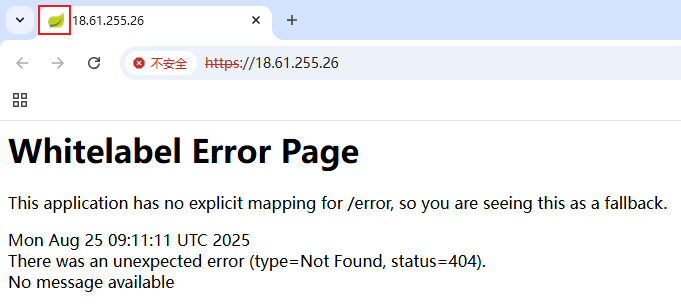 18.61.255.26
不安全
https://18.61.255.26
Whitelabel Error Page
This application has no explicit mapping for /error, so you are seeing this as a fallback.
Mon Aug 25 09:11:11 UTC 2025
There was an unexpected error (type=Not Found, status=404).
No message available